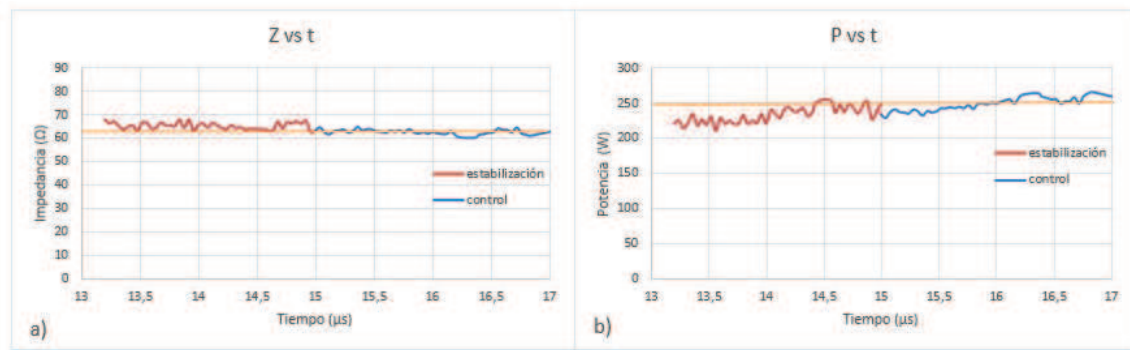 Z vs t
Impedancia (Ω)
90
80
70
60
50
40
30
20
10
0
estabilización
control
13
13,5
14
14,5
15
15,5
16
16,5
17
Tiempo (µs)
a)
P vs t
Potencia (W)
300
250
200
150
100
50
0
estabilización
control
13
13,5
14
14,5
15
15,5
16
16,5
17
Tiempo (µs)
b)